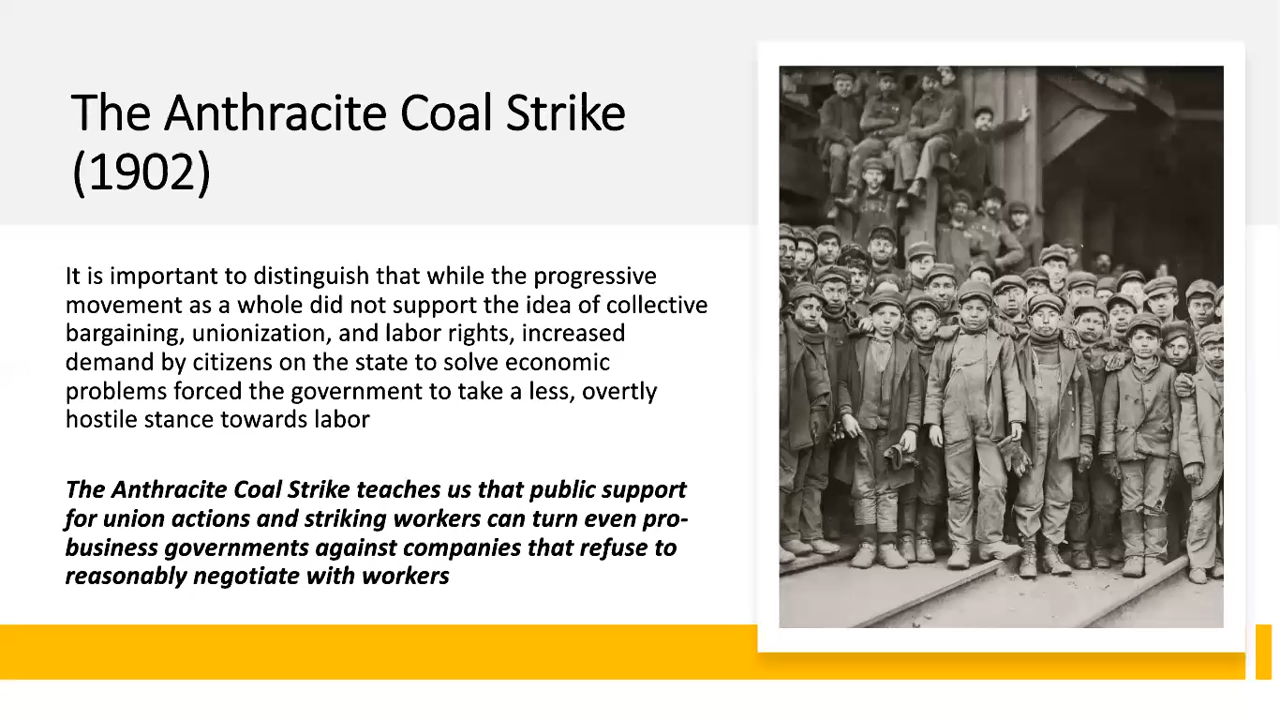 The Anthracite Coal Strike
(1902)
It is important to distinguish that while the progressive
movement as a whole did not support the idea of collective
bargaining, unionization, and labor rights, increased
demand by citizens on the state to solve economic
problems forced the government to take a less, overtly
hostile stance towards labor
The Anthracite Coal Strike teaches us that public support
for union actions and striking workers can turn even pro-
business governments against companies that refuse to
reasonably negotiate with workers